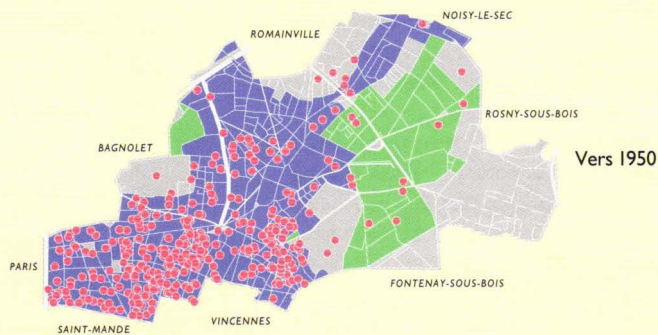 NOISY-LE-SEC
ROMAINVILLE
ROSNY-SOUS-BOIS
BAGNOLET
Vers 1950
PARIS
FONTENAY-SOUS-BOIS
VINCENNES
SAINT-MANDE